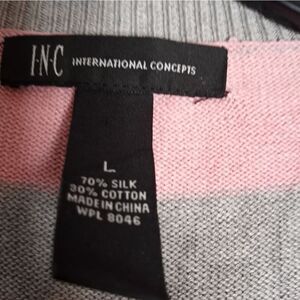 I·N·C INTERNATIONAL CONCEPTS
L
70% SILK
30% COTTON
MADE IN CHINA
WPL 8046